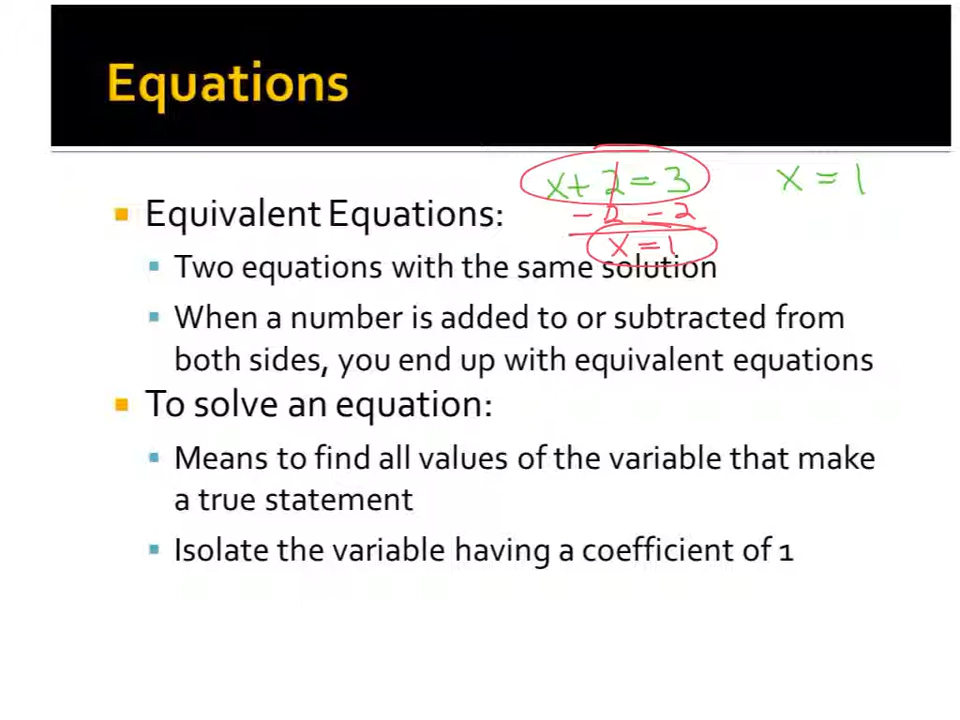 Equations
x + 2 = 3
x = 1
- 2 - 2
x = 1
Equivalent Equations:
Two equations with the same solution
When a number is added to or subtracted from
both sides, you end up with equivalent equations
To solve an equation:
Means to find all values of the variable that make
a true statement
Isolate the variable having a coefficient of 1